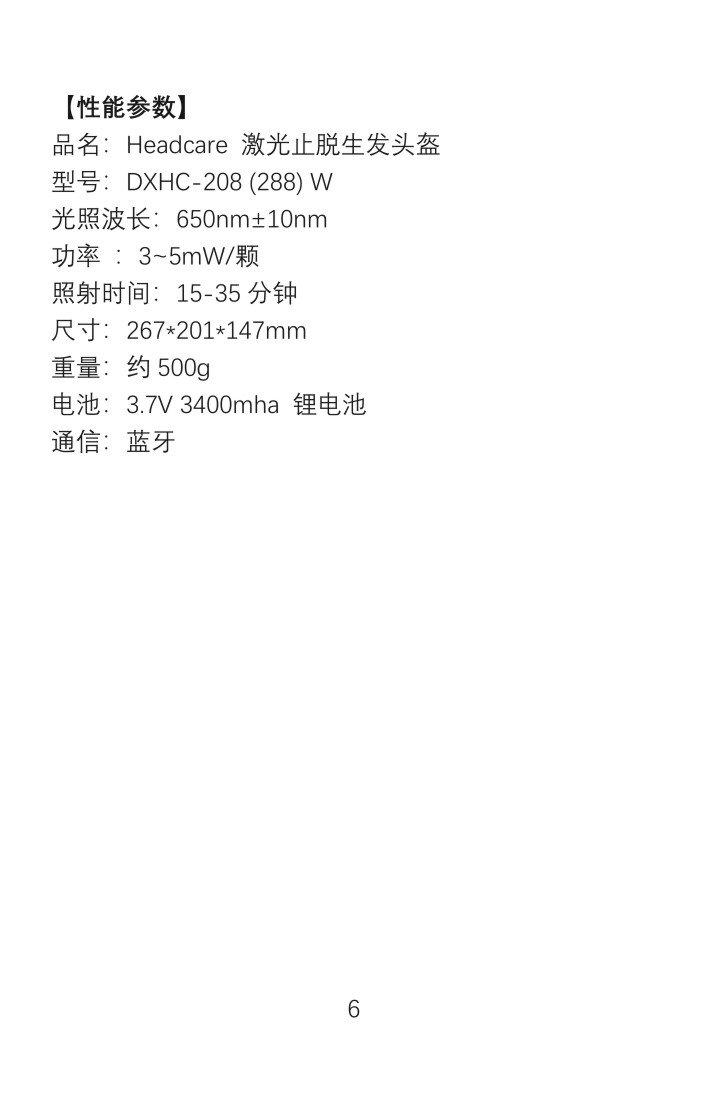 【性能参数】
品名：Headcare 激光止脱生发头盔
型号：DXHC-208 (288) W
光照波长：650nm±10nm
功率 ：3~5mW/颗
照射时间：15-35 分钟
尺寸：267*201*147mm
重量：约 500g
电池：3.7V 3400mha 锂电池
通信：蓝牙
6